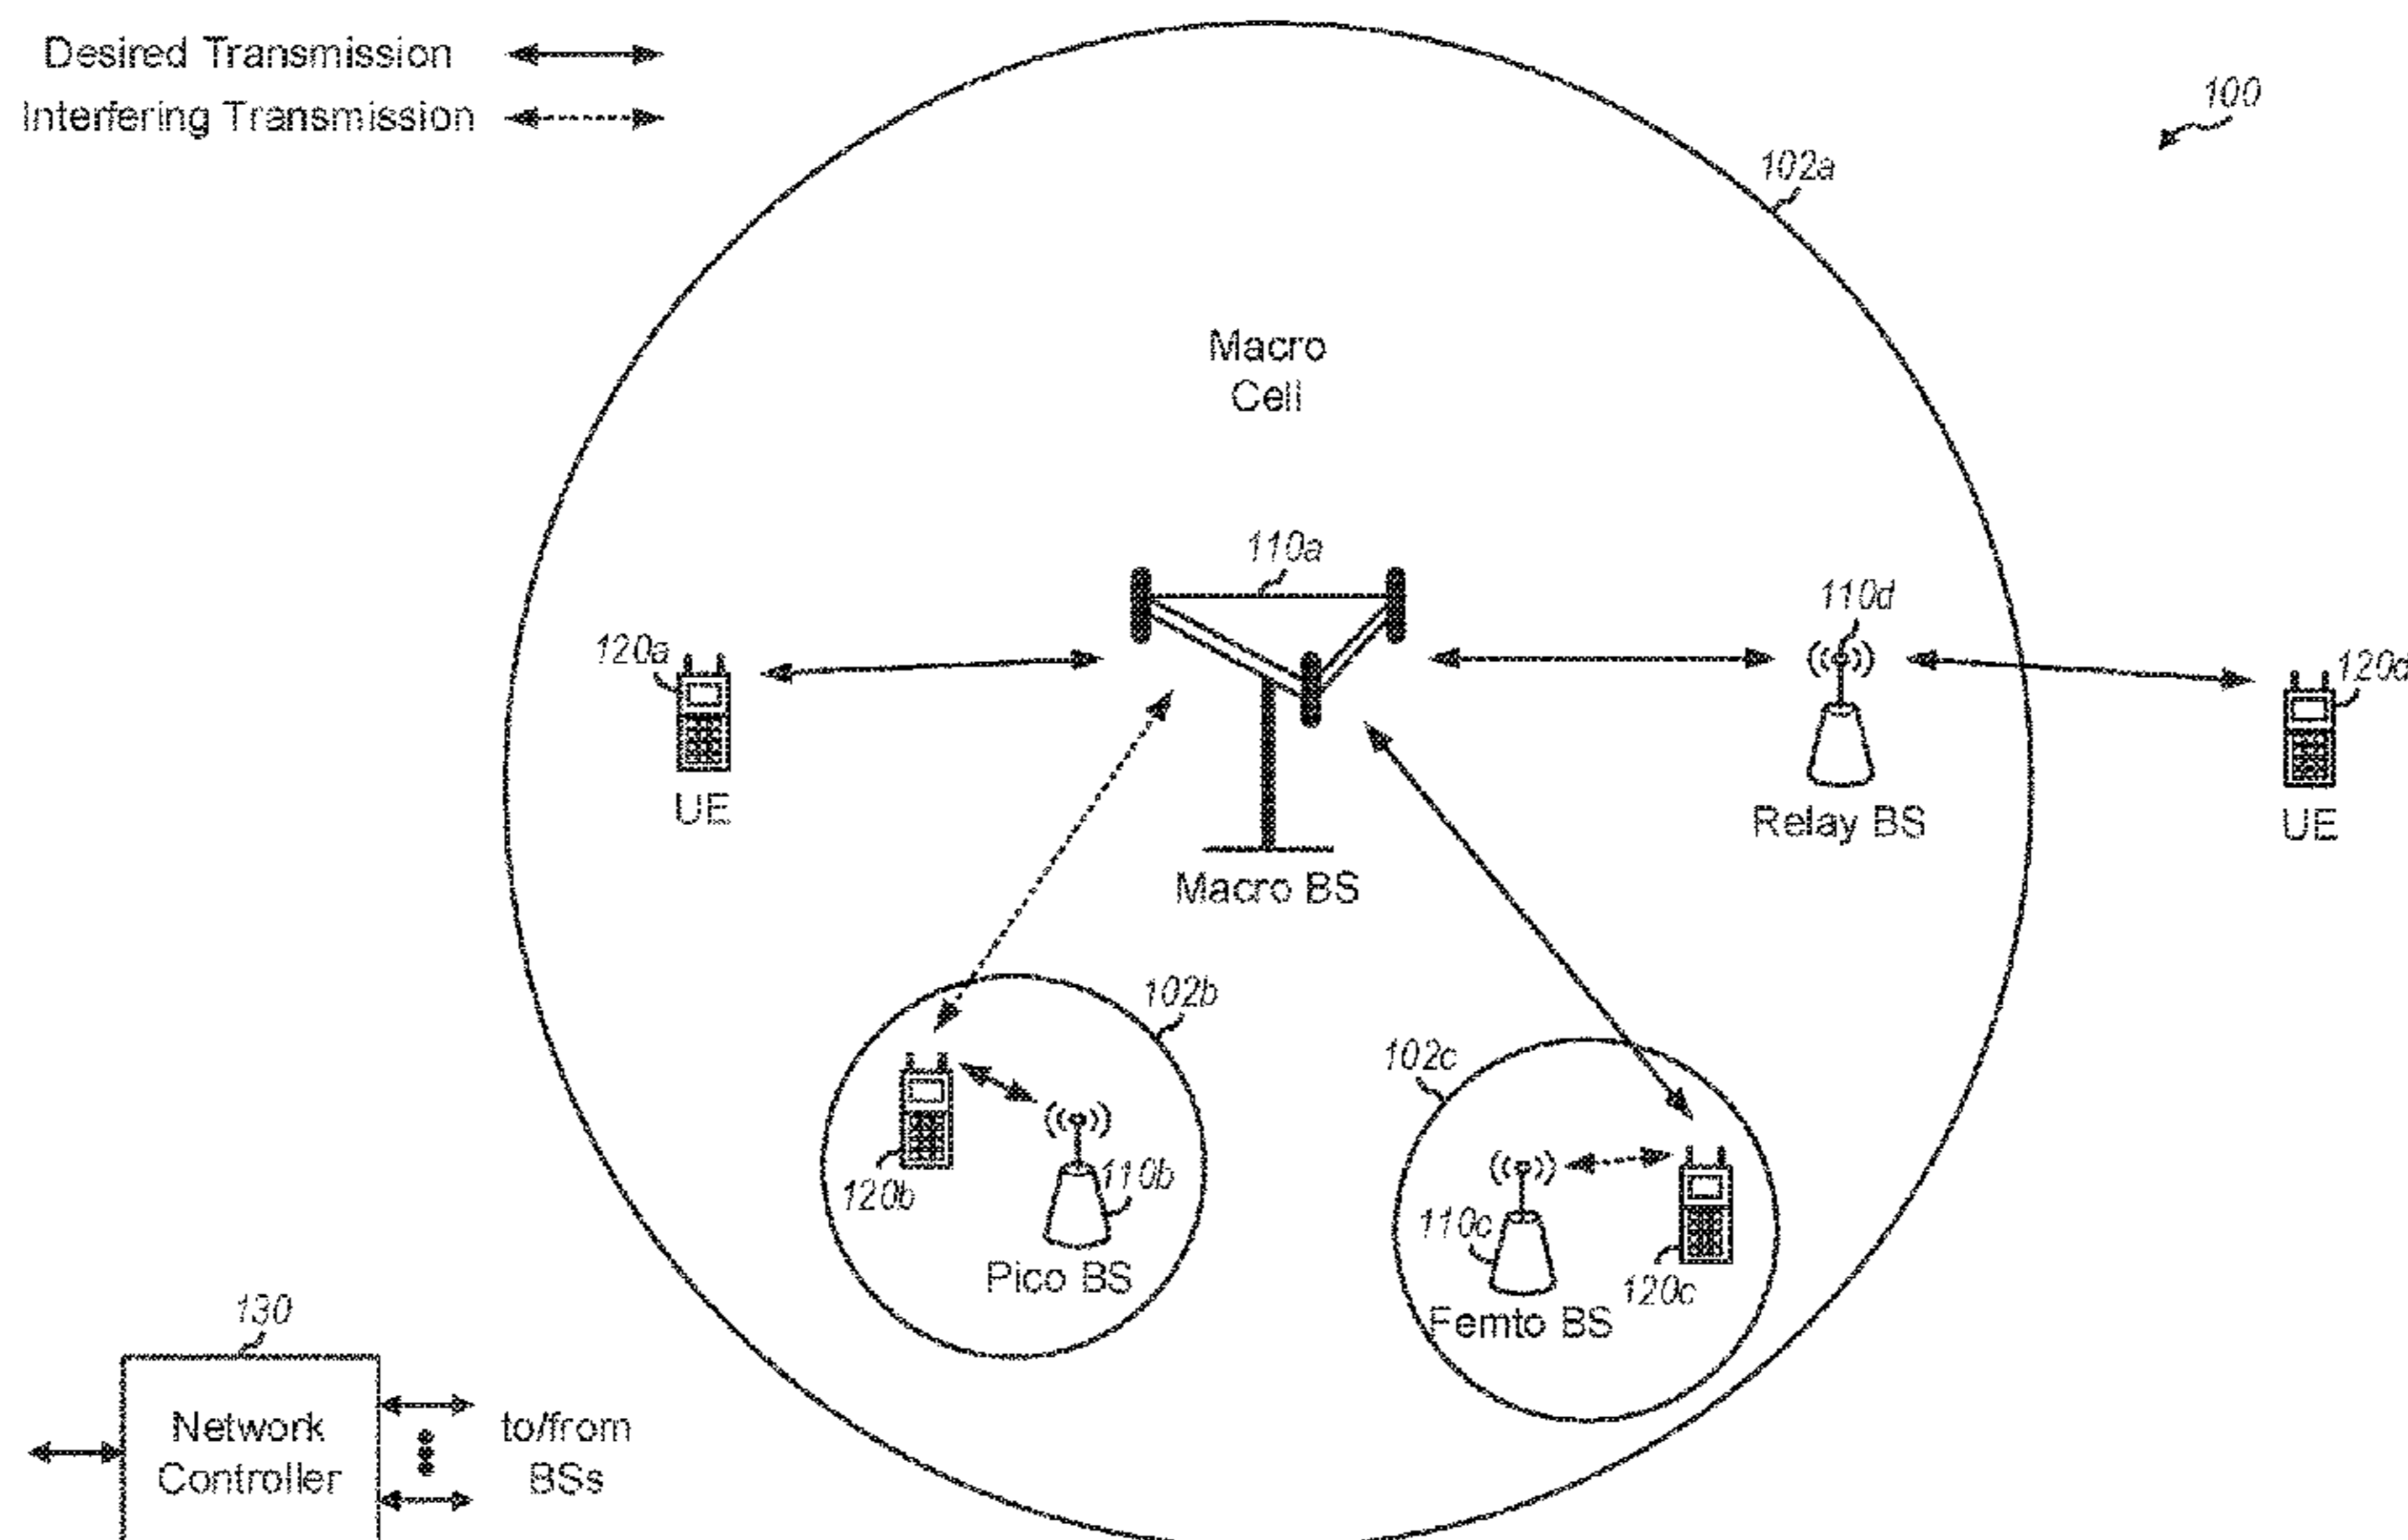 Desired Transmission
Interfering Transmission
100
102a
Macro
Cell
110a
110d
120a
120d
UE
Relay BS
UE
Macro BS
102b
102c
120b
110b
110c
120c
Pico BS
Femto BS
130
Network
Controller
to/from
BSs